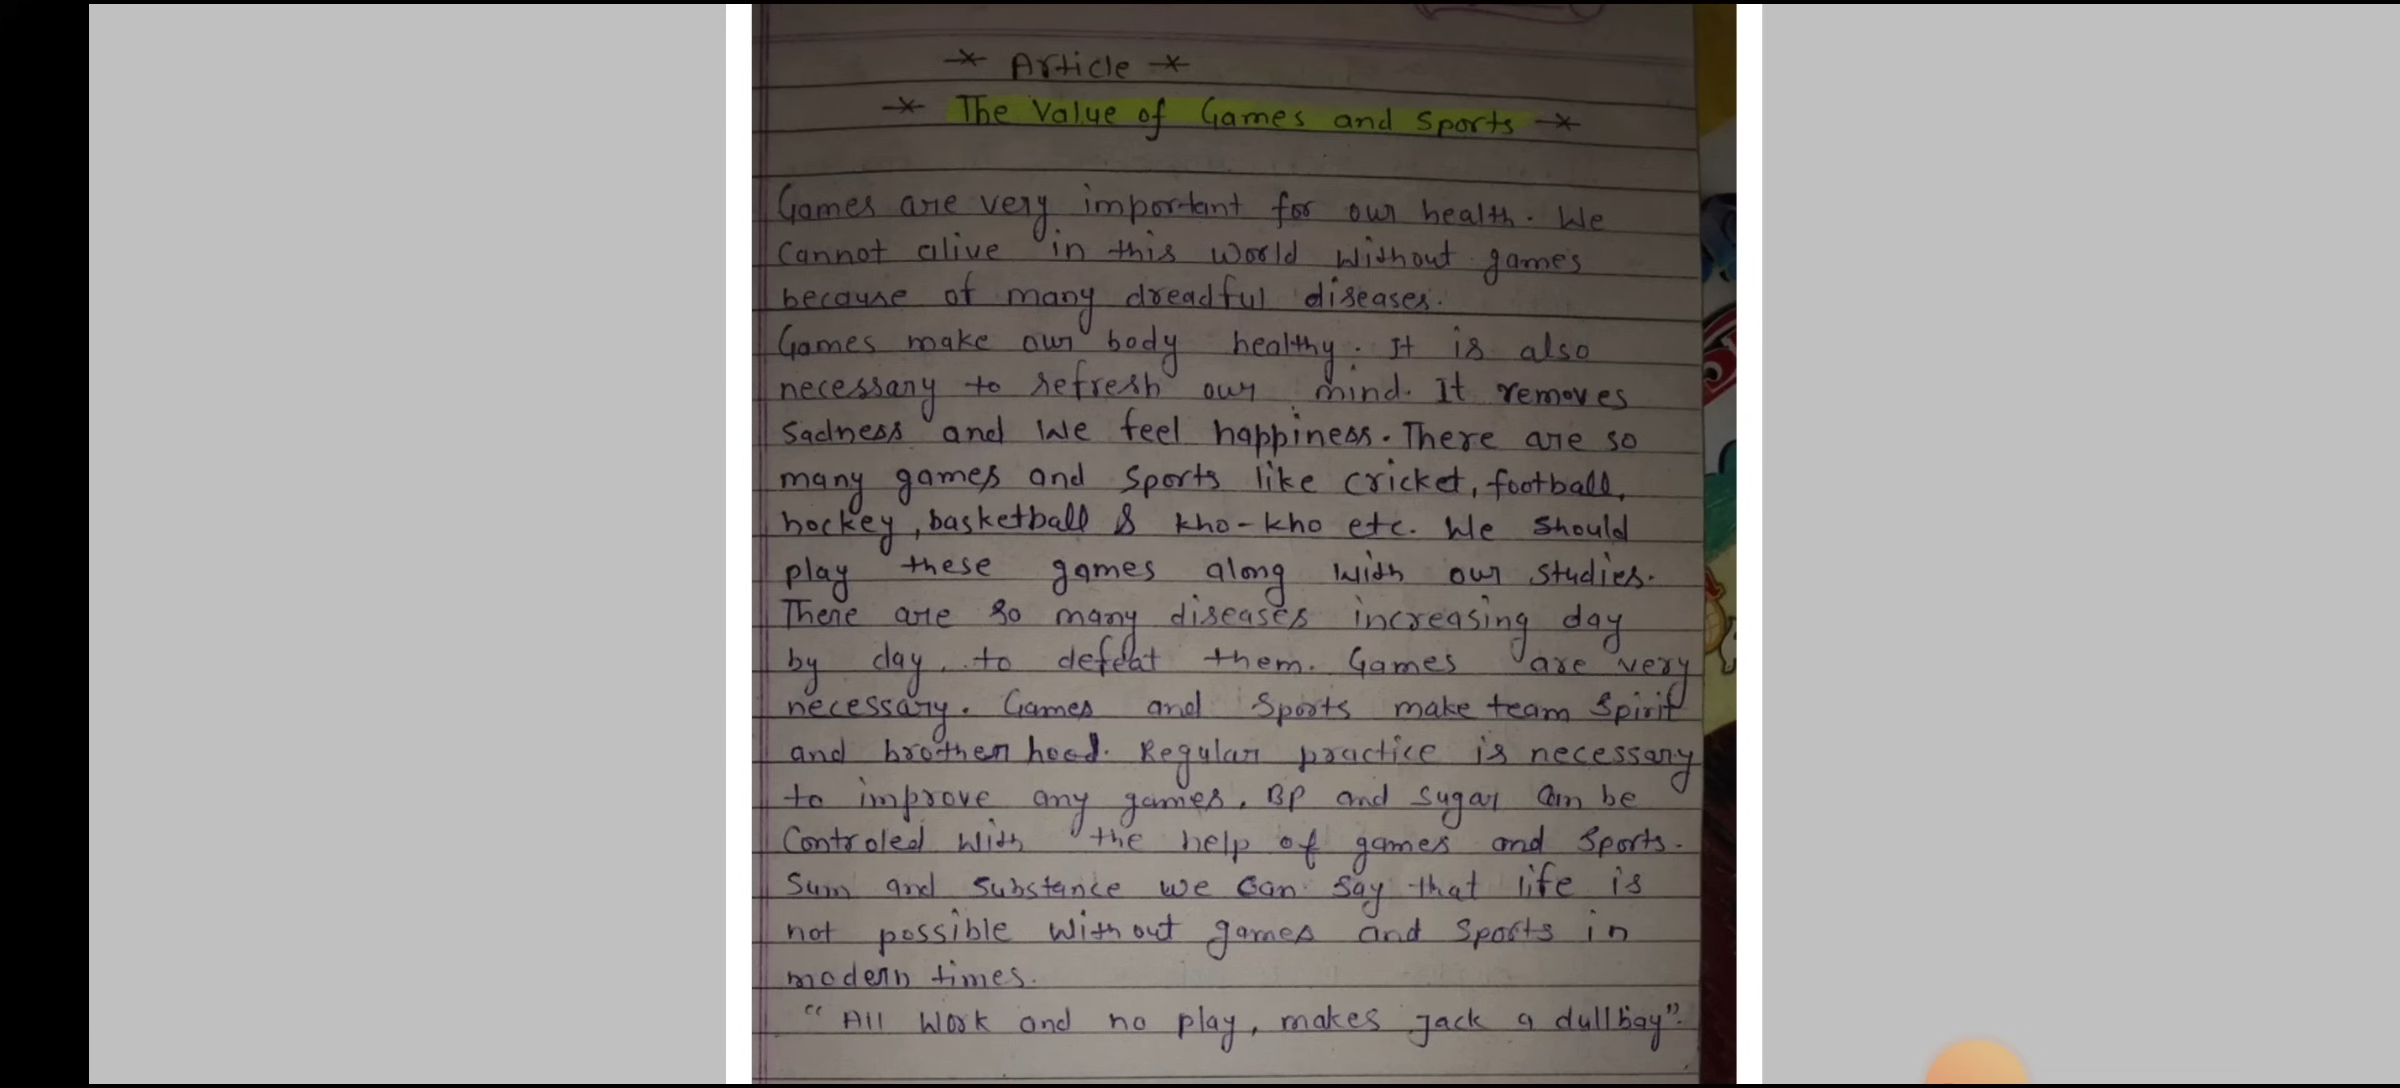 * Article *
* The Value of Games and Sports *
Games are very important for our health. We
cannot alive in this world without games
because of many dreadful diseases.
Games make our body healthy. It is also
necessary to refresh our mind. It removes
sadness and we feel happiness. There are so
many games and sports like cricket, football,
hockey, basketball & kho-kho etc. We should
play these games along with our studies.
There are so many diseases increasing day
by day. to defeat them. Games are very
necessary. Games and Sports make team spirit
and brotherhood. Regular practice is necessary
to improve any games. BP and sugar can be
Controled with the help of games and sports.
Sum and substance we can say that life is
not possible without games and sports in
modern times.
"All work and no play, makes Jack a dull boy".